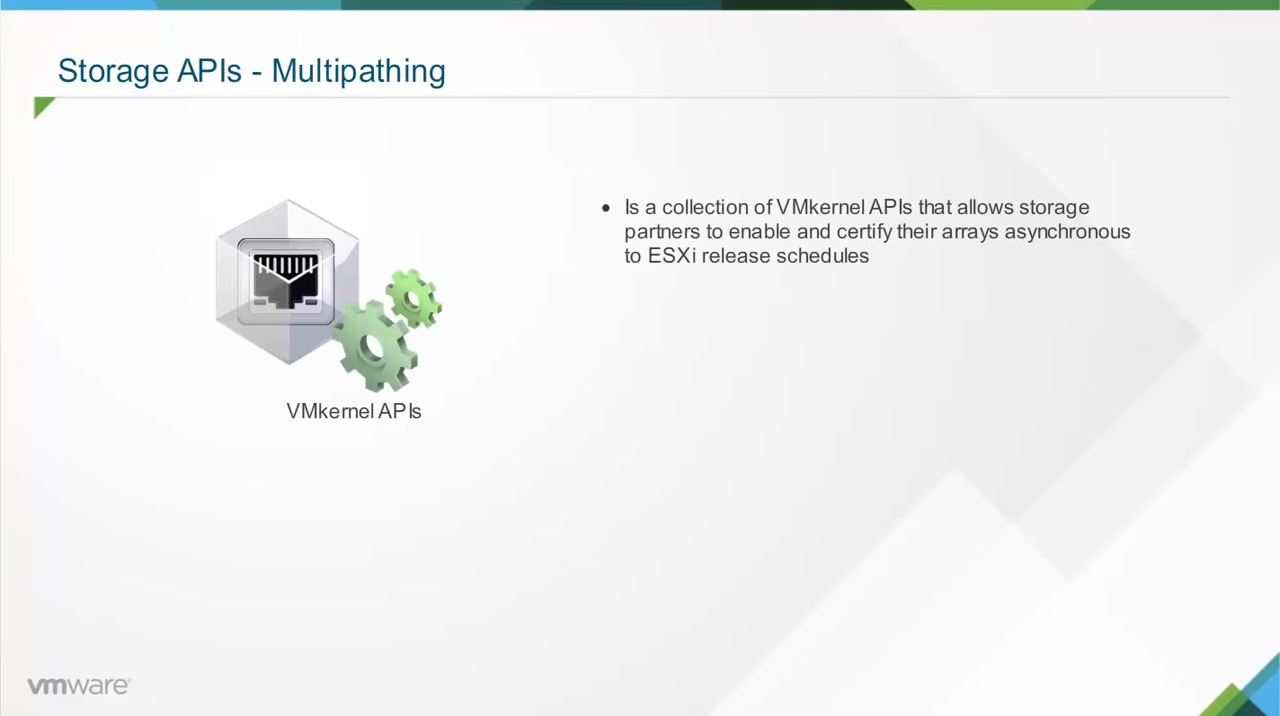 Storage APIs - Multipathing
• Is a collection of VMkernel APIs that allows storage
partners to enable and certify their arrays asynchronous
to ESXi release schedules
VMkernel APIs
vmware®